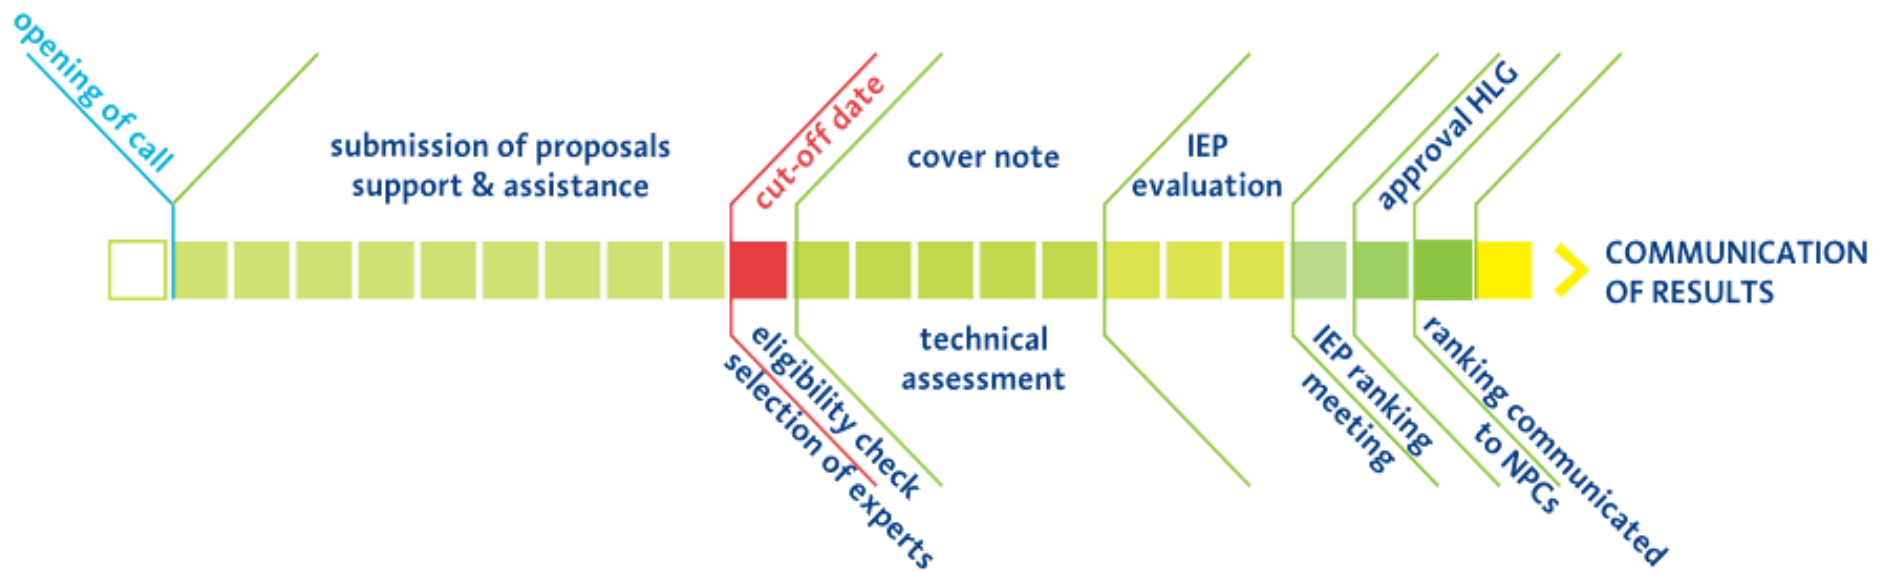 opening of call
submission of proposals
support & assistance
cut-off date
cover note
IEP
evaluation
approval HLG
COMMUNICATION
OF RESULTS
eligibility check
selection of experts
technical
assessment
IEP ranking
meeting
ranking communicated
to NPCs